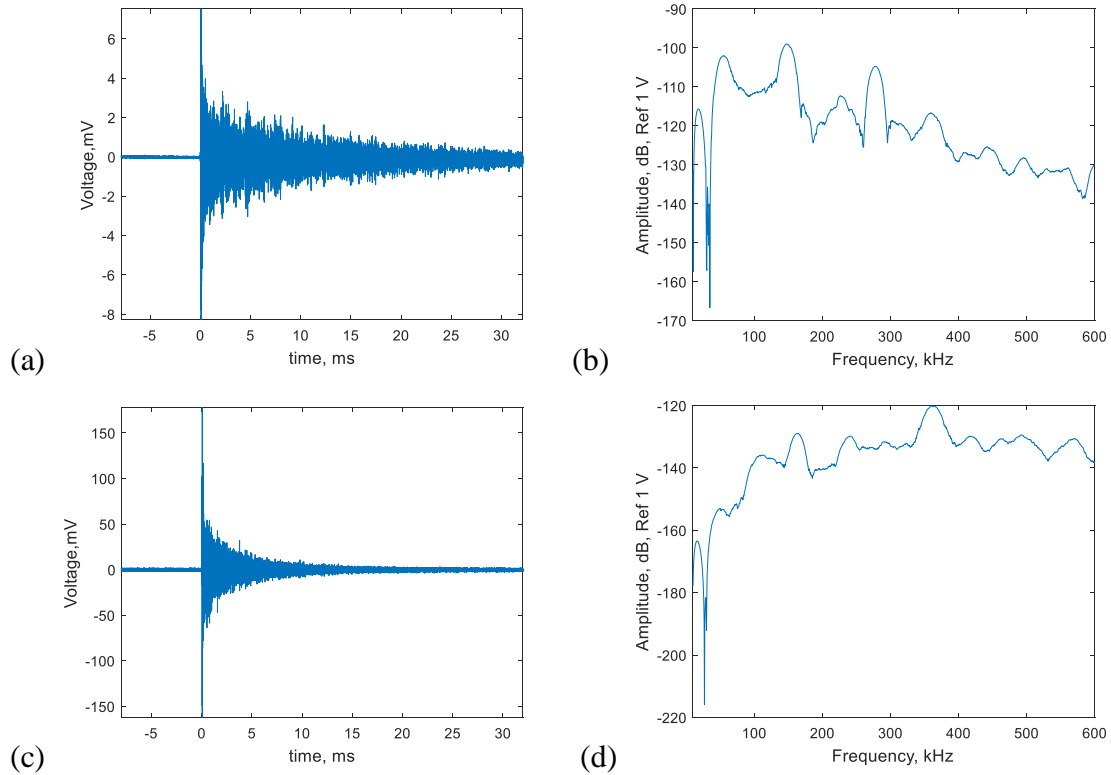 6
4
2
0
-2
-4
-6
-8
-5 0 5 10 15 20 25 30
Voltage,mV
time, ms
(a)
-90
-100
-110
-120
-130
-140
-150
-160
-170
100 200 300 400 500 600
Amplitude, dB, Ref 1 V
Frequency, kHz
(b)
150
100
50
0
-50
-100
-150
-5 0 5 10 15 20 25 30
Voltage,mV
time, ms
(c)
-120
-140
-160
-180
-200
-220
100 200 300 400 500 600
Amplitude, dB, Ref 1 V
Frequency, kHz
(d)